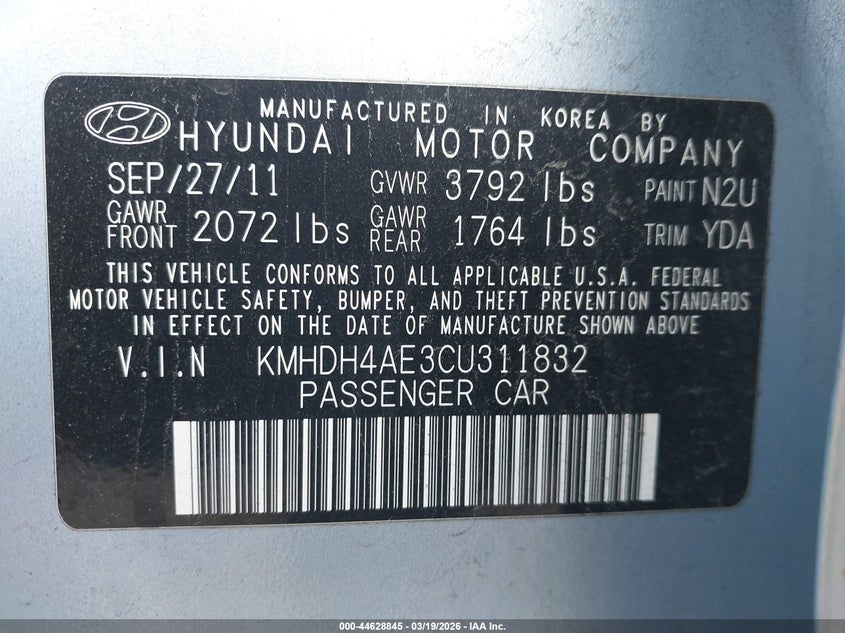 MANUFACTURED IN KOREA BY
HYUNDAI MOTOR COMPANY
SEP/27/11 GVWR 3792 lbs PAINT N2U
GAWR FRONT 2072 lbs GAWR REAR 1764 lbs TRIM YDA
THIS VEHICLE CONFORMS TO ALL APPLICABLE U.S.A. FEDERAL
MOTOR VEHICLE SAFETY, BUMPER, AND THEFT PREVENTION STANDARDS
IN EFFECT ON THE DATE OF MANUFACTURE SHOWN ABOVE
V.I.N KMHDH4AE3CU311832
PASSENGER CAR
000-44628845 - 03/19/2026 - IAA Inc.